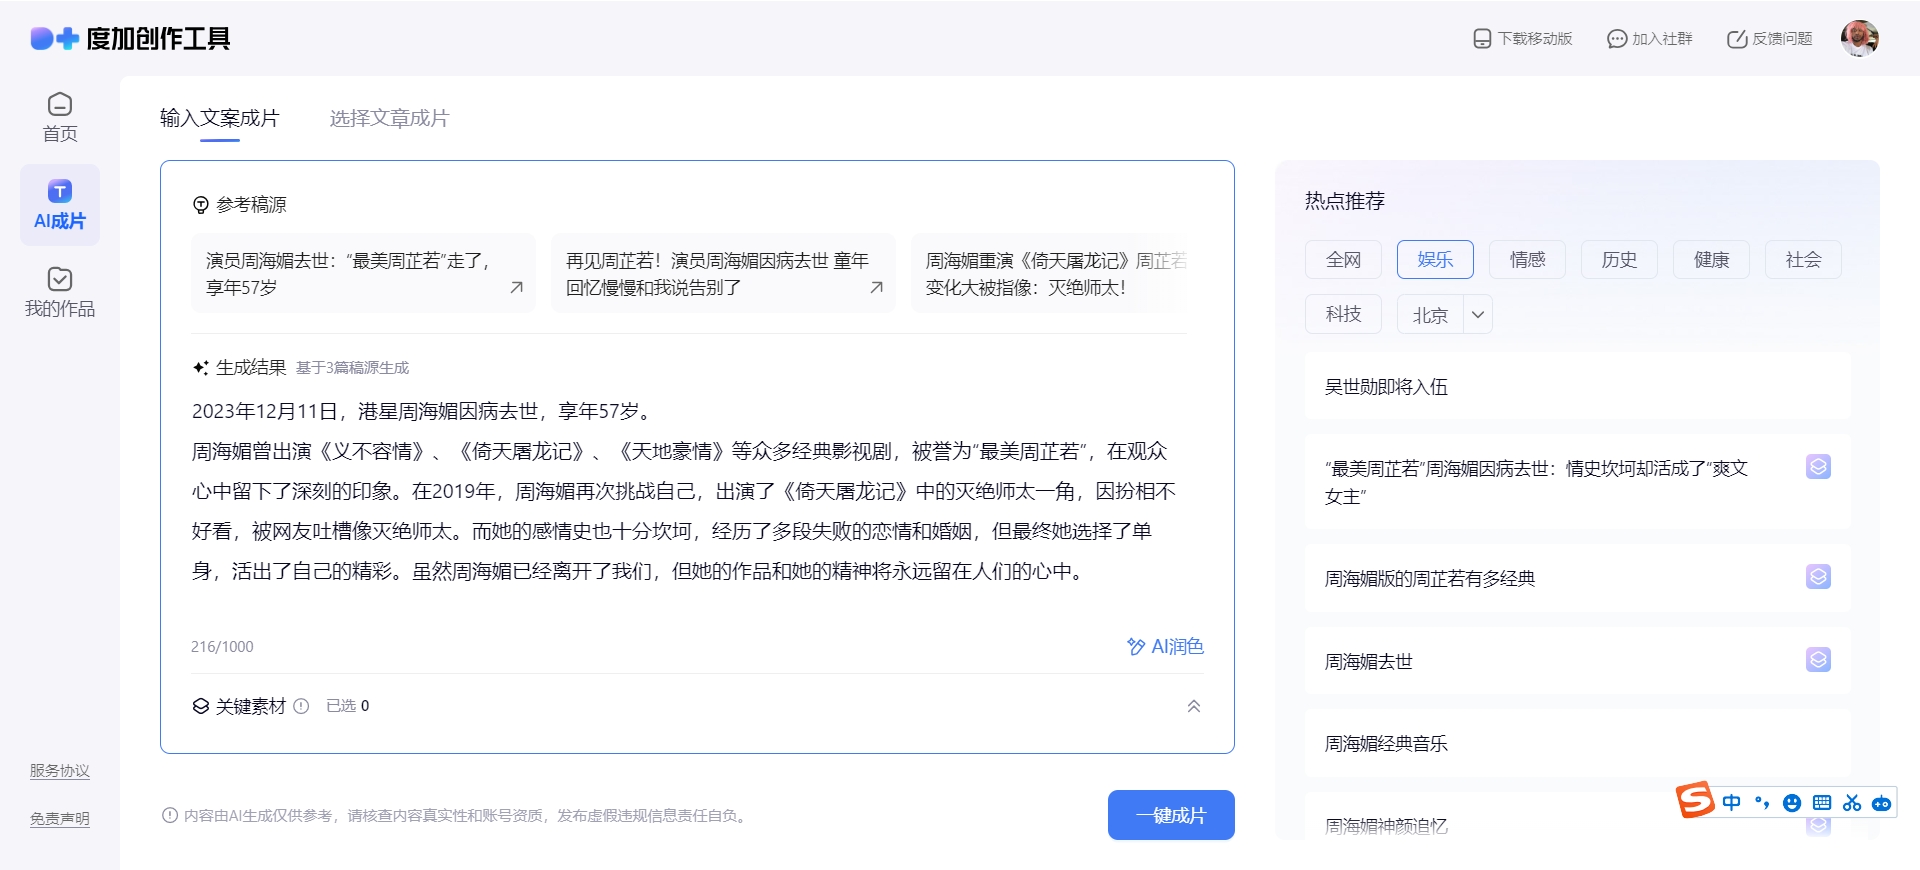 度加创作工具
下载移动版
加入社群
反馈问题
首页
AI成片
我的作品
服务协议
免责声明
输入文案成片
选择文章成片
参考稿源
演员周海媚去世：“最美周芷若”走了，
享年57岁
再见周芷若！演员周海媚因病去世 童年
回忆慢慢和我说告别了
周海媚重演《倚天屠龙记》周芷若
变化大被指像：灭绝师太！
生成结果 基于3篇稿源生成
2023年12月11日，港星周海媚因病去世，享年57岁。
周海媚曾出演《义不容情》、《倚天屠龙记》、《天地豪情》等众多经典影视剧，被誉为“最美周芷若”，在观众
心中留下了深刻的印象。在2019年，周海媚再次挑战自己，出演了《倚天屠龙记》中的灭绝师太一角，因扮相不
好看，被网友吐槽像灭绝师太。而她的感情史也十分坎坷，经历了多段失败的恋情和婚姻，但最终她选择了单
身，活出了自己的精彩。虽然周海媚已经离开了我们，但她的作品和她的精神将永远留在人们的心中。
216/1000
AI润色
关键素材 已选 0
内容由AI生成仅供参考，请核查内容真实性和账号资质，发布虚假违规信息责任自负。
一键成片
热点推荐
全网 娱乐 情感 历史 健康 社会
科技 北京
吴世勋即将入伍
“最美周芷若”周海媚因病去世：情史坎坷却活成了“爽文
女主”
周海媚版的周芷若有多经典
周海媚去世
周海媚经典音乐
周海媚神颜追忆
中